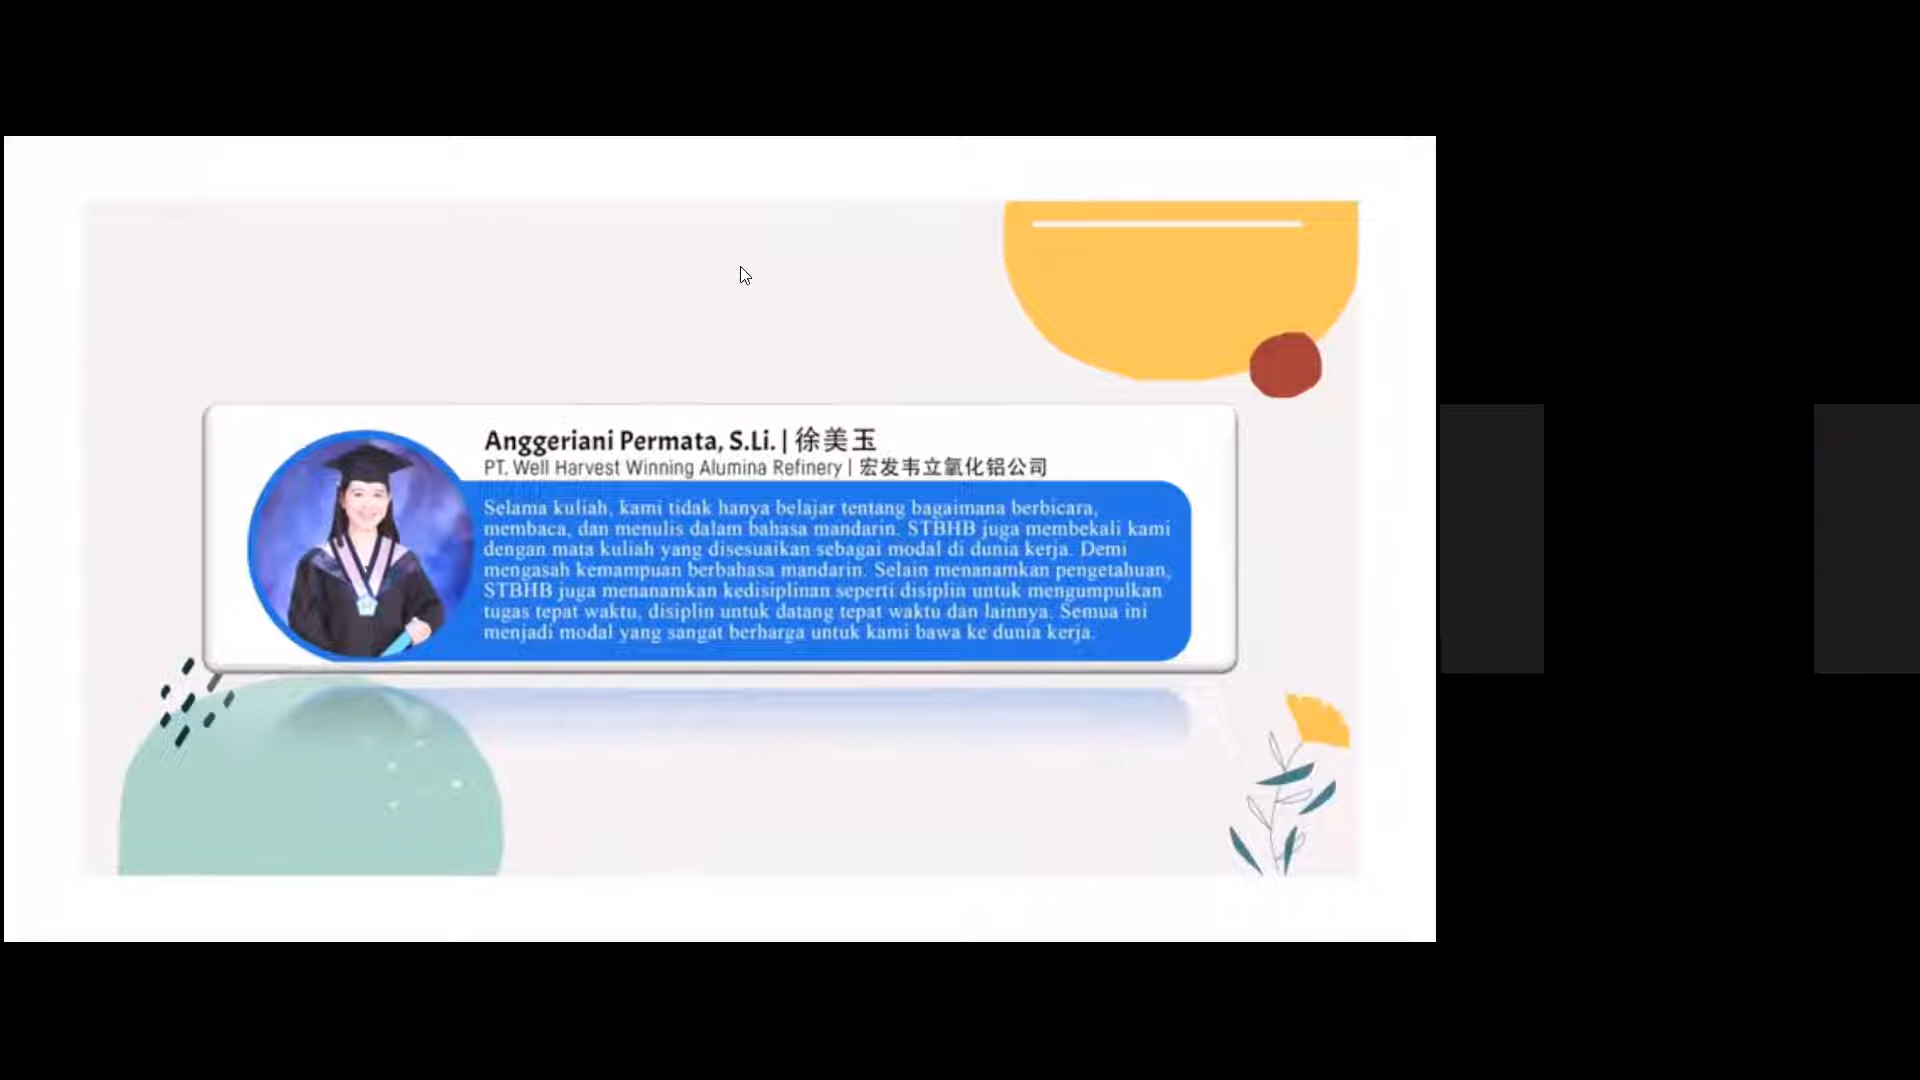 Anggeriani Permata, S.Li. | 徐美玉
PT. Well Harvest Winning Alumina Refinery | 宏发韦立氧化铝公司
Selama kuliah, kami tidak hanya belajar tentang bagaimana berbicara,
membaca, dan menulis dalam bahasa mandarin. STBHB juga membekali kami
dengan mata kuliah yang disesuaikan sebagai modal di dunia kerja. Demi
mengasah kemampuan berbahasa mandarin. Selain menanamkan pengetahuan,
STBHB juga menanamkan kedisiplinan seperti disiplin untuk mengumpulkan
tugas tepat waktu, disiplin untuk datang tepat waktu dan lainnya. Semua ini
menjadi modal yang sangat berharga untuk kami bawa ke dunia kerja.